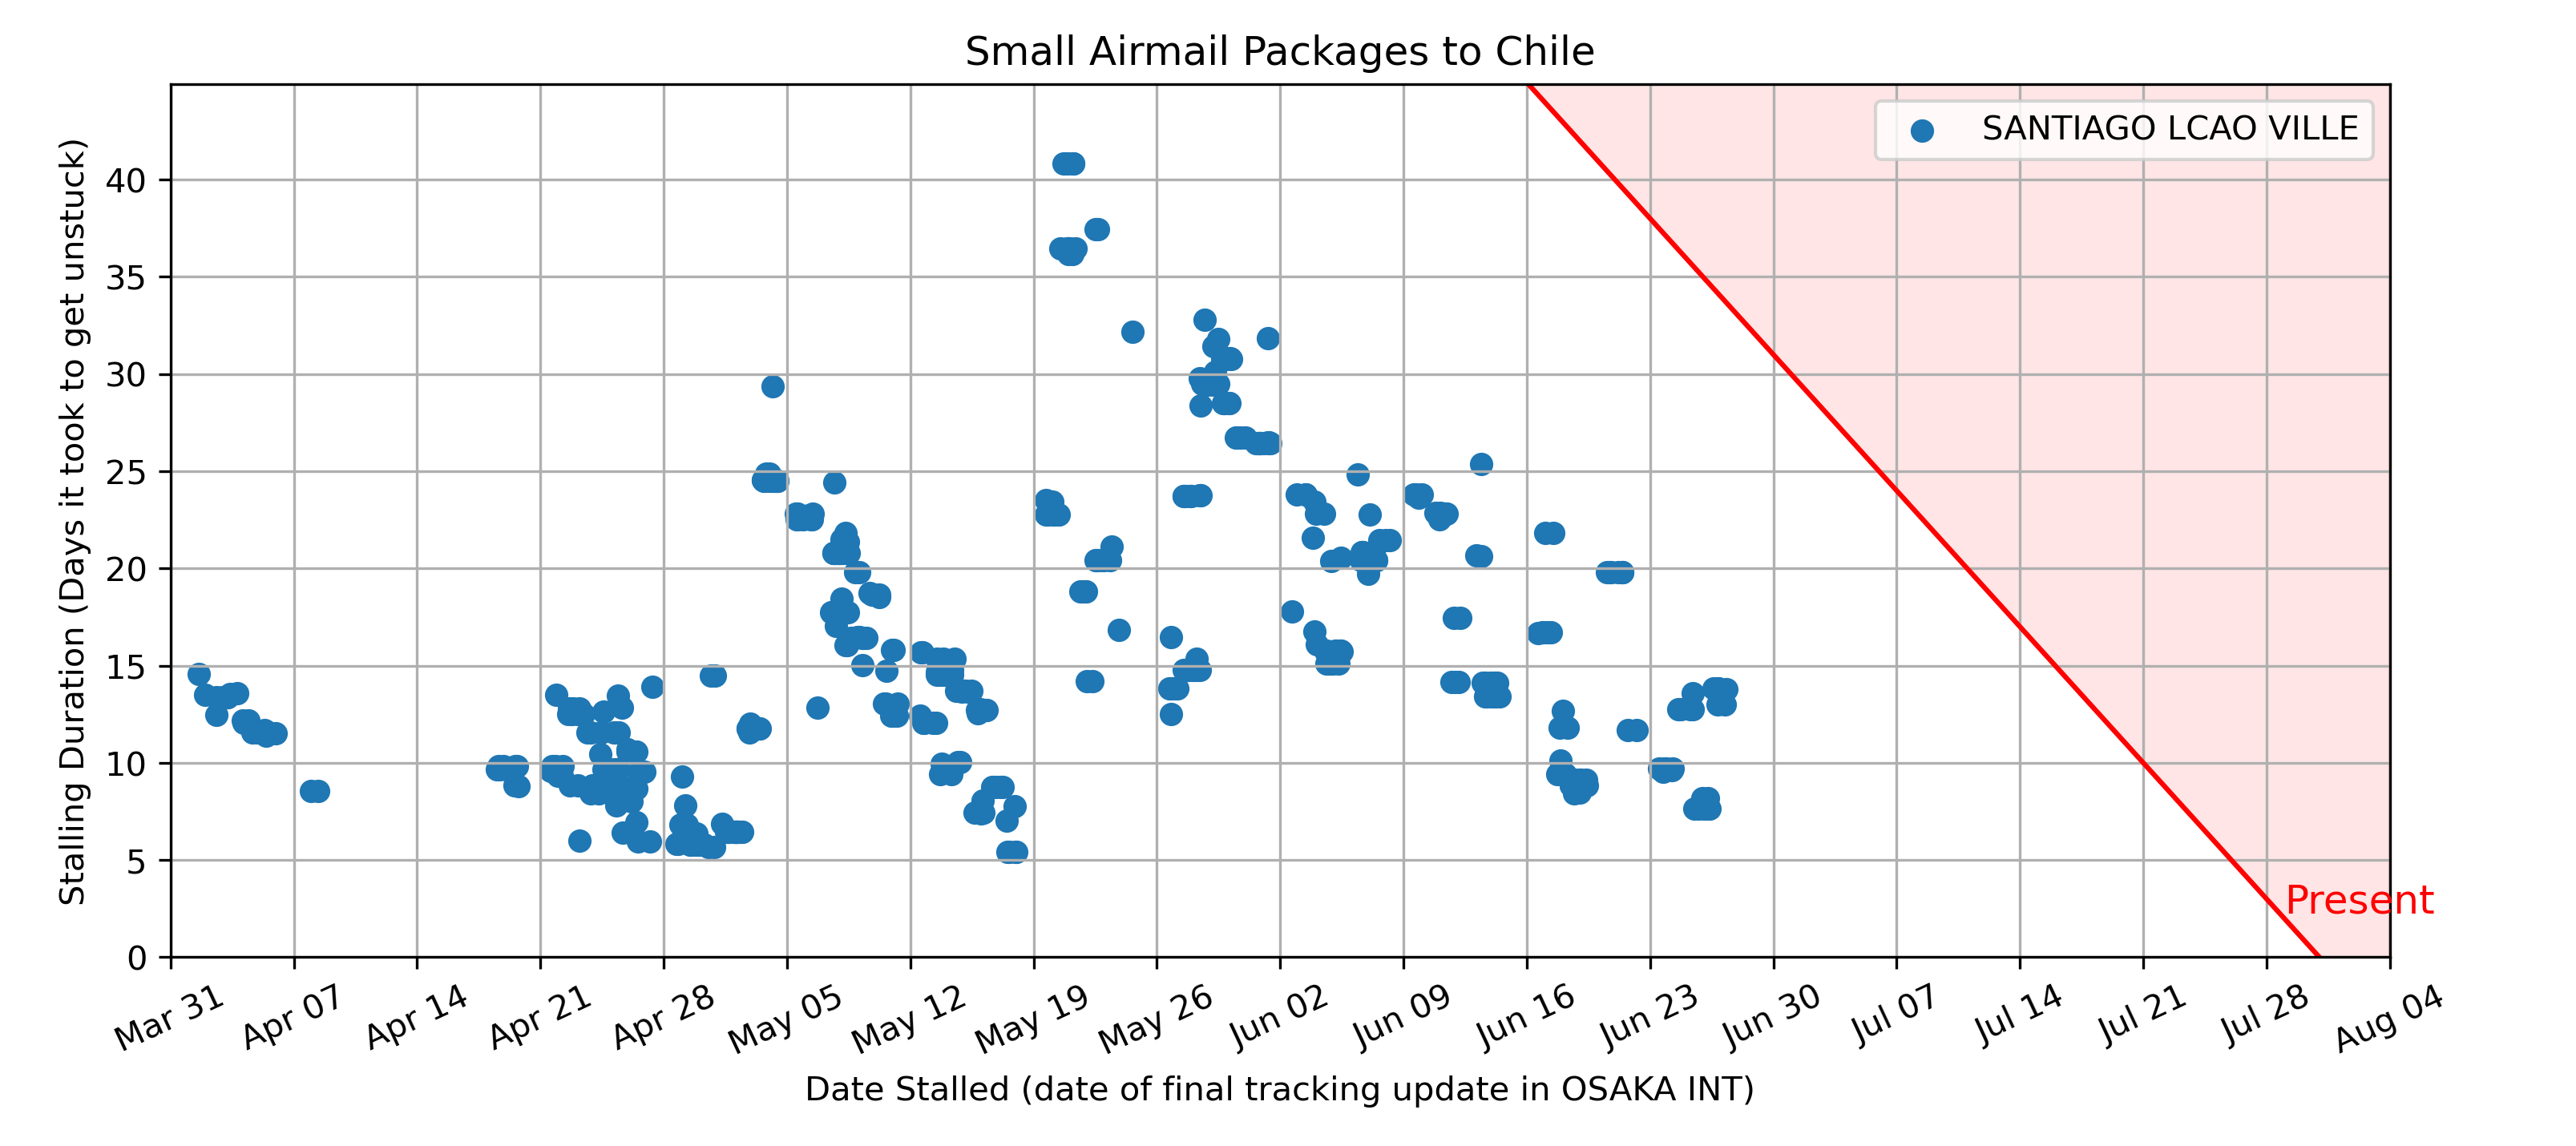 Small Airmail Packages to Chile
SANTIAGO LCAO VILLE
Stalling Duration (Days it took to get unstuck)
40
35
30
25
20
15
10
5
0
Present
Mar 31
Apr 07
Apr 14
Apr 21
Apr 28
May 05
May 12
May 19
May 26
Jun 02
Jun 09
Jun 16
Jun 23
Jun 30
Jul 07
Jul 14
Jul 21
Jul 28
Aug 04
Date Stalled (date of final tracking update in OSAKA INT)